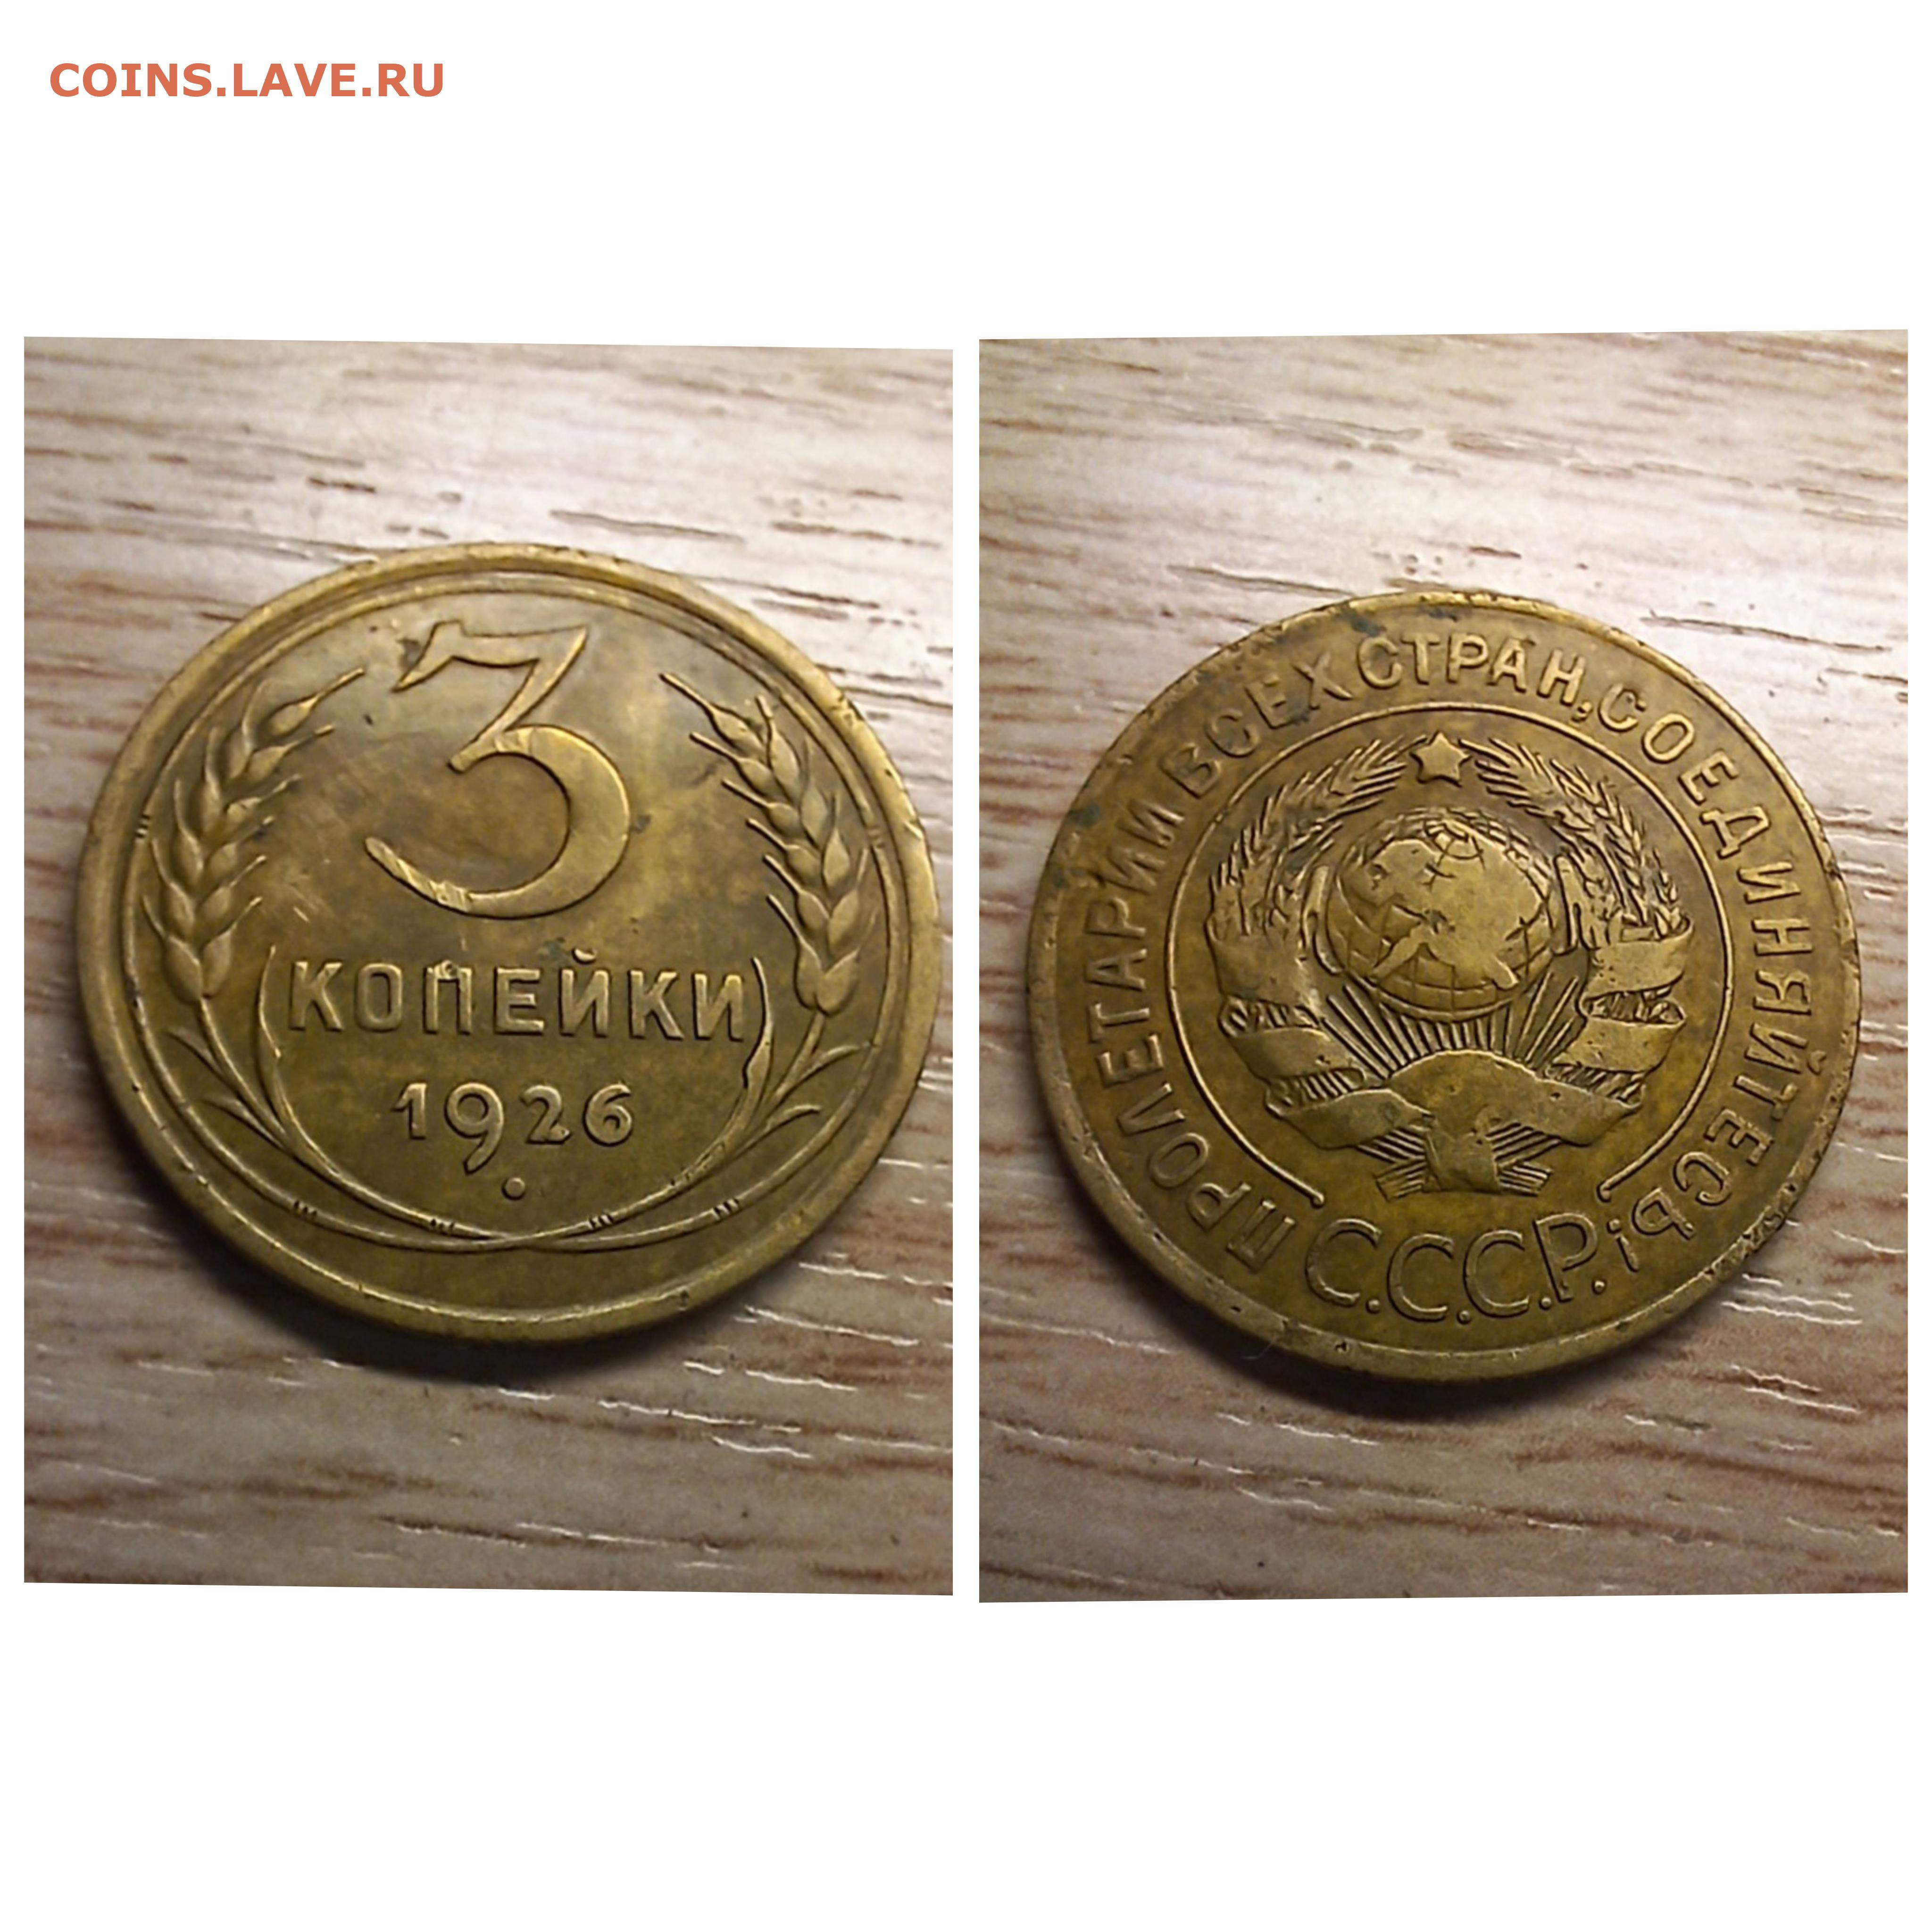 COINS.LAVE.RU
3
КОПЕЙКИ
1926
ПРОЛЕТАРИИ ВСЕХ СТРАН, СОЕДИНЯЙТЕСЬ!
С.С.С.Р.